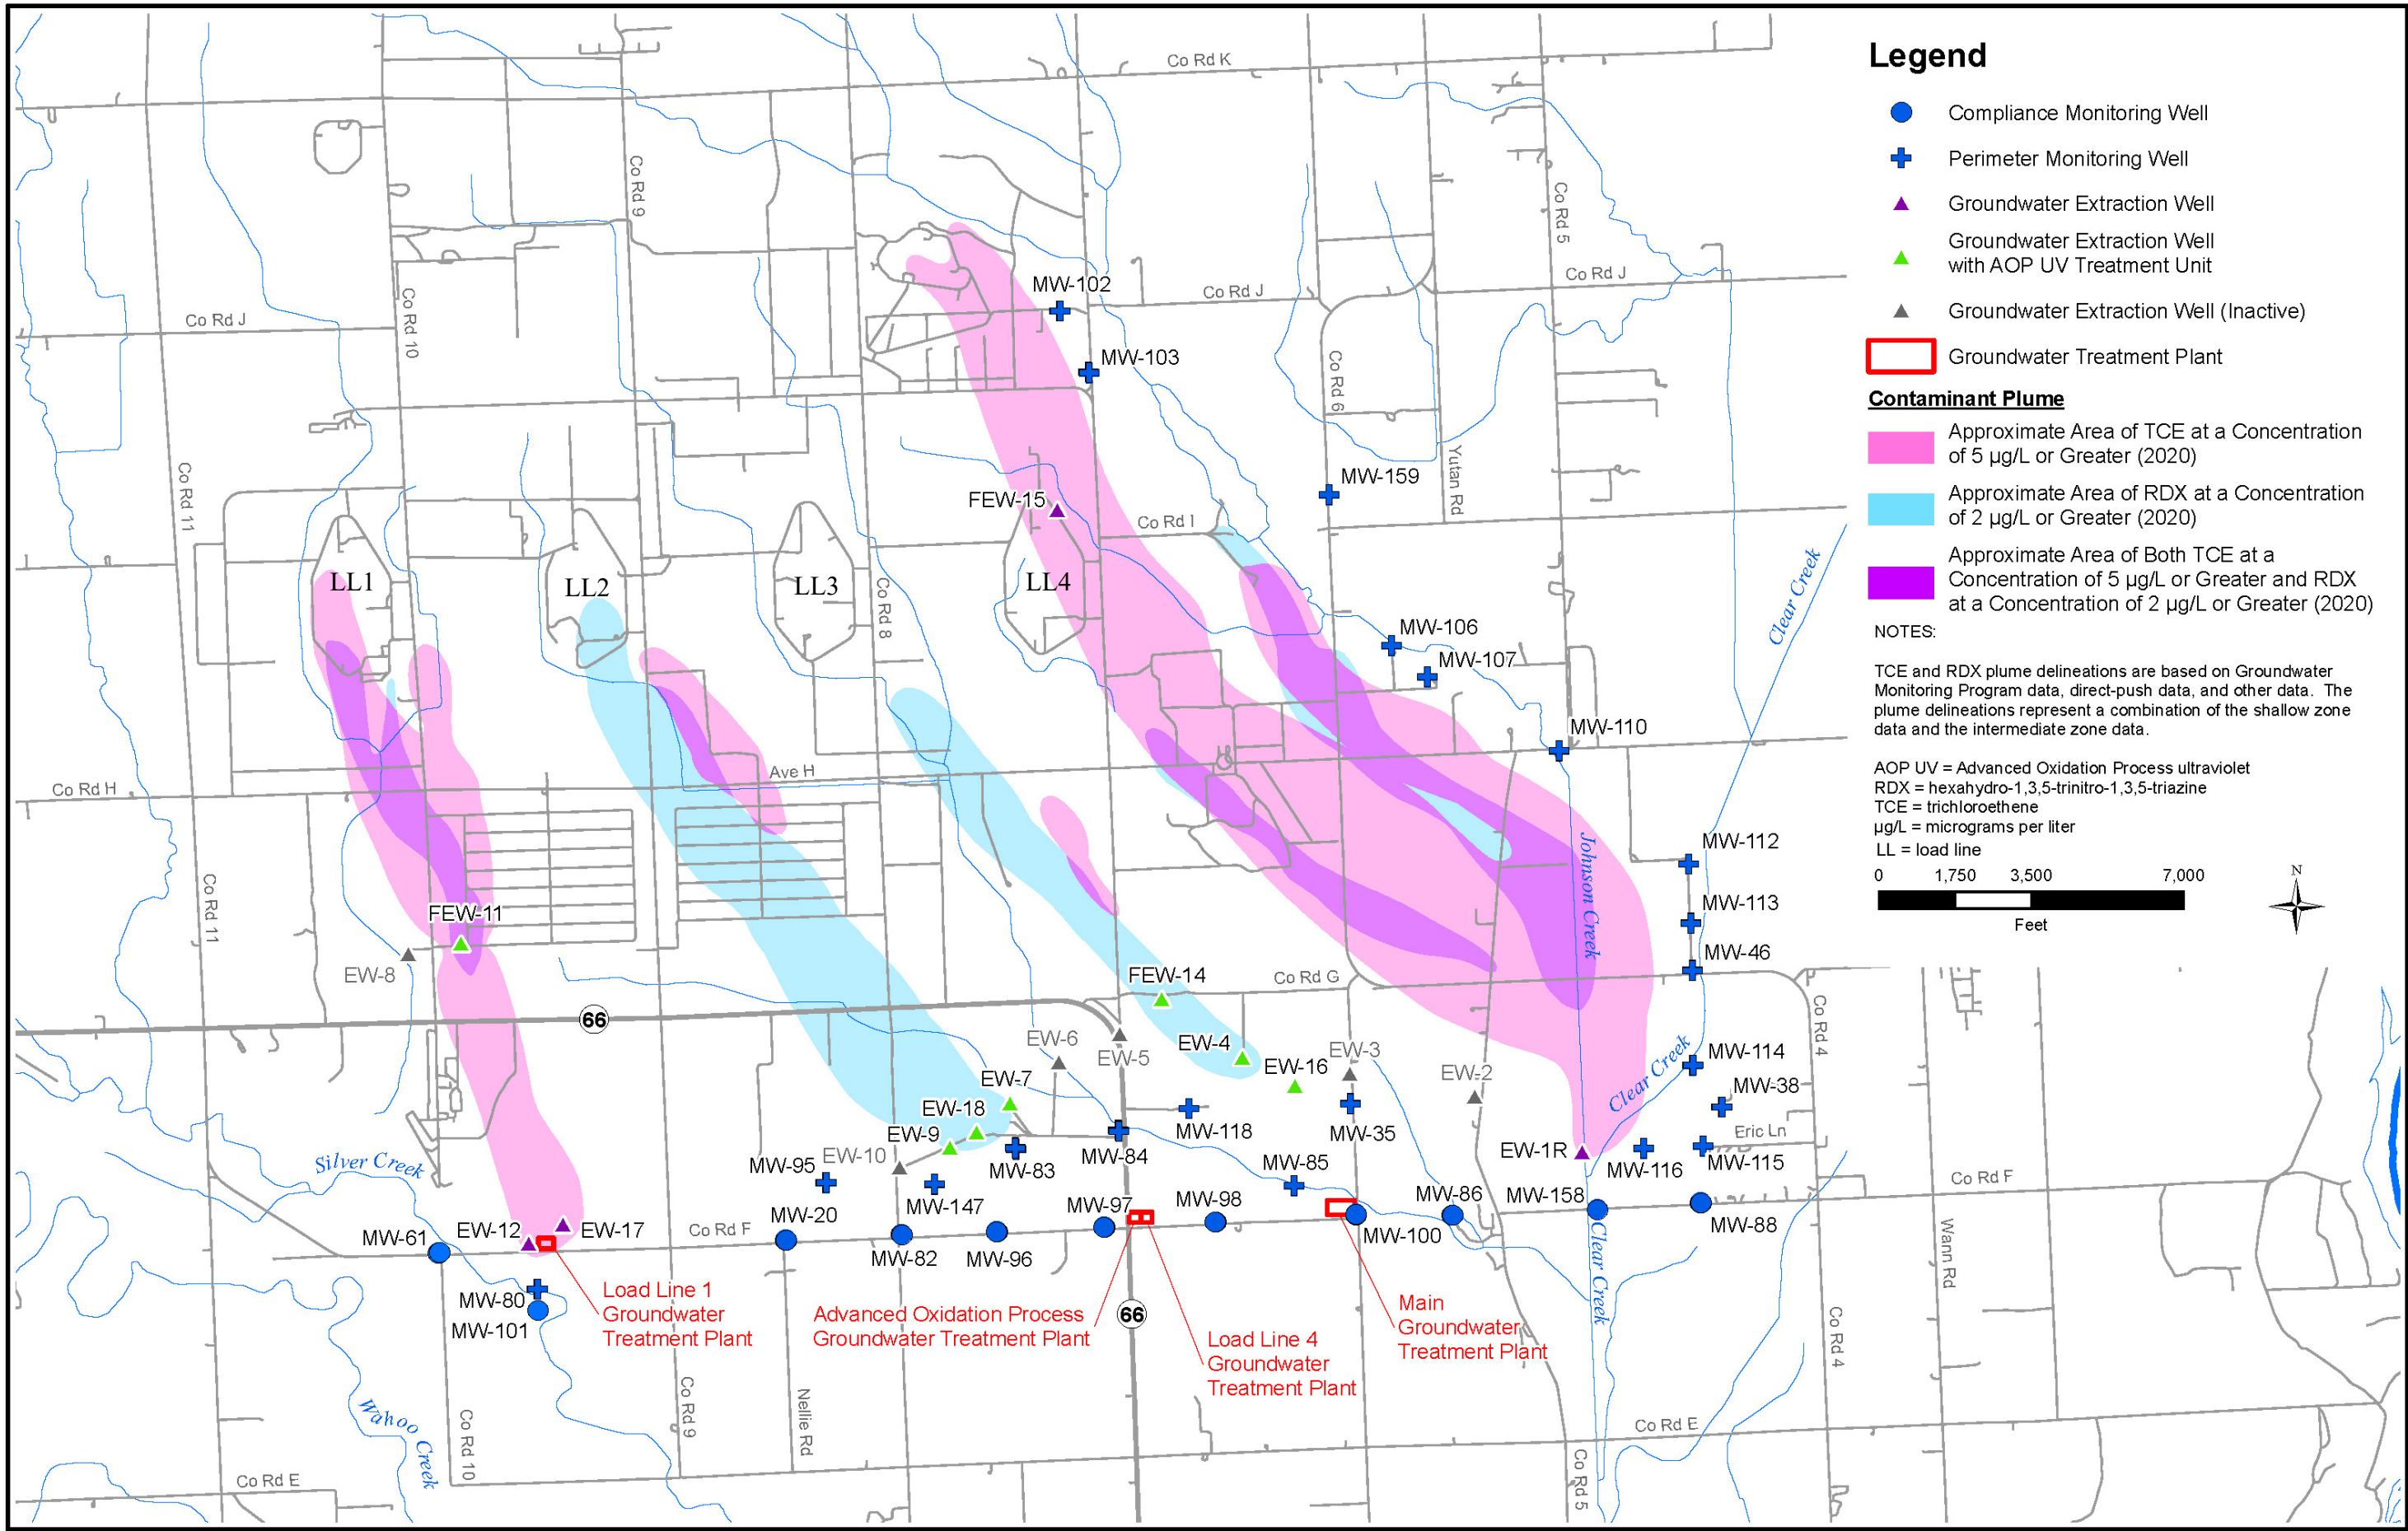 Legend
Compliance Monitoring Well
Perimeter Monitoring Well
Groundwater Extraction Well
Groundwater Extraction Well
with AOP UV Treatment Unit
Groundwater Extraction Well (Inactive)
Groundwater Treatment Plant
Contaminant Plume
Approximate Area of TCE at a Concentration
of 5 µg/L or Greater (2020)
Approximate Area of RDX at a Concentration
of 2 µg/L or Greater (2020)
Approximate Area of Both TCE at a
Concentration of 5 µg/L or Greater and RDX
at a Concentration of 2 µg/L or Greater (2020)
NOTES:
TCE and RDX plume delineations are based on Groundwater
Monitoring Program data, direct-push data, and other data. The
plume delineations represent a combination of the shallow zone
data and the intermediate zone data.
AOP UV = Advanced Oxidation Process ultraviolet
RDX = hexahydro-1,3,5-trinitro-1,3,5-triazine
TCE = trichloroethene
µg/L = micrograms per liter
LL = load line
0 1,750 3,500 7,000
Feet
N
Co Rd K
Co Rd 9
Co Rd 5
Co Rd J
Co Rd J
Co Rd J
Co Rd 10
MW-102
MW-103
Co Rd 6
Yutan Rd
Co Rd 11
MW-159
FEW-15
Co Rd I
LL1
LL2
LL3
LL4
Co Rd 8
Clear Creek
MW-106
MW-107
MW-110
Co Rd H
Ave H
Johnson Creek
MW-112
MW-113
MW-46
Co Rd 11
FEW-11
EW-8
FEW-14
Co Rd G
66
Co Rd 4
EW-6
EW-5
EW-4
EW-16
EW-3
EW-2
MW-114
MW-38
Clear Creek
EW-7
EW-18
EW-9
EW-10
MW-95
MW-147
MW-83
MW-84
MW-118
MW-35
MW-85
Eric Ln
EW-1R
MW-116
MW-115
Silver Creek
MW-61
EW-12
EW-17
Co Rd F
MW-20
MW-82
MW-96
MW-97
MW-98
MW-100
MW-86
MW-158
MW-88
Co Rd F
Wann Rd
MW-80
MW-101
Load Line 1
Groundwater
Treatment Plant
Advanced Oxidation Process
Groundwater Treatment Plant
66
Load Line 4
Groundwater
Treatment Plant
Main
Groundwater
Treatment Plant
Clear Creek
Co Rd 4
Wahoo Creek
Co Rd 10
Co Rd 9
Nellie Rd
Co Rd E
Co Rd 5
Co Rd E